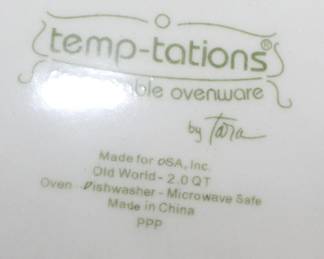 temp-tations®
ovenware
by Tara
Made for øSA, Inc.
Old World - 2.0 QT
Oven Dishwasher - Microwave Safe
Made in China
PPP